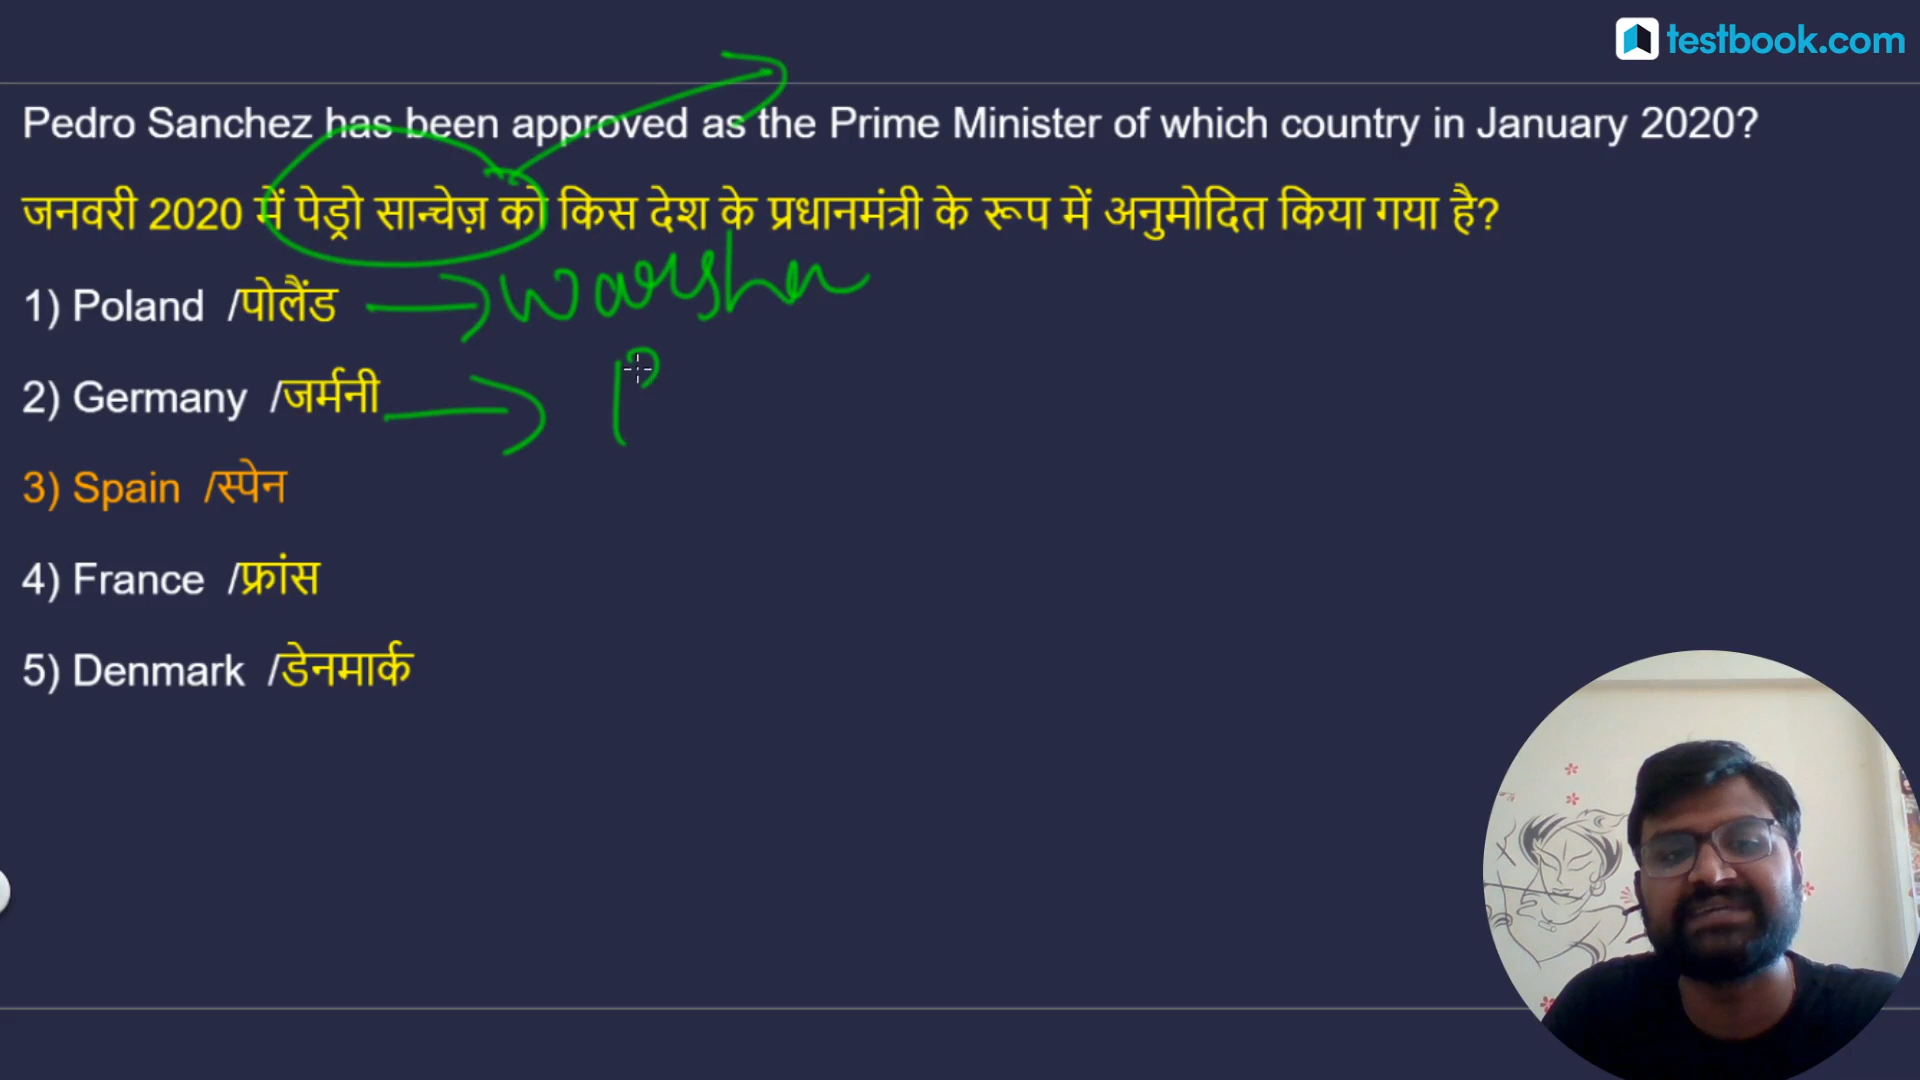 testbook.com
Pedro Sanchez has been approved as the Prime Minister of which country in January 2020?
जनवरी 2020 में पेड्रो सान्चेज़ को किस देश के प्रधानमंत्री के रूप में अनुमोदित किया गया है?
1) Poland /पोलैंड
2) Germany /जर्मनी
3) Spain /स्पेन
4) France /फ्रांस
5) Denmark /डेनमार्क